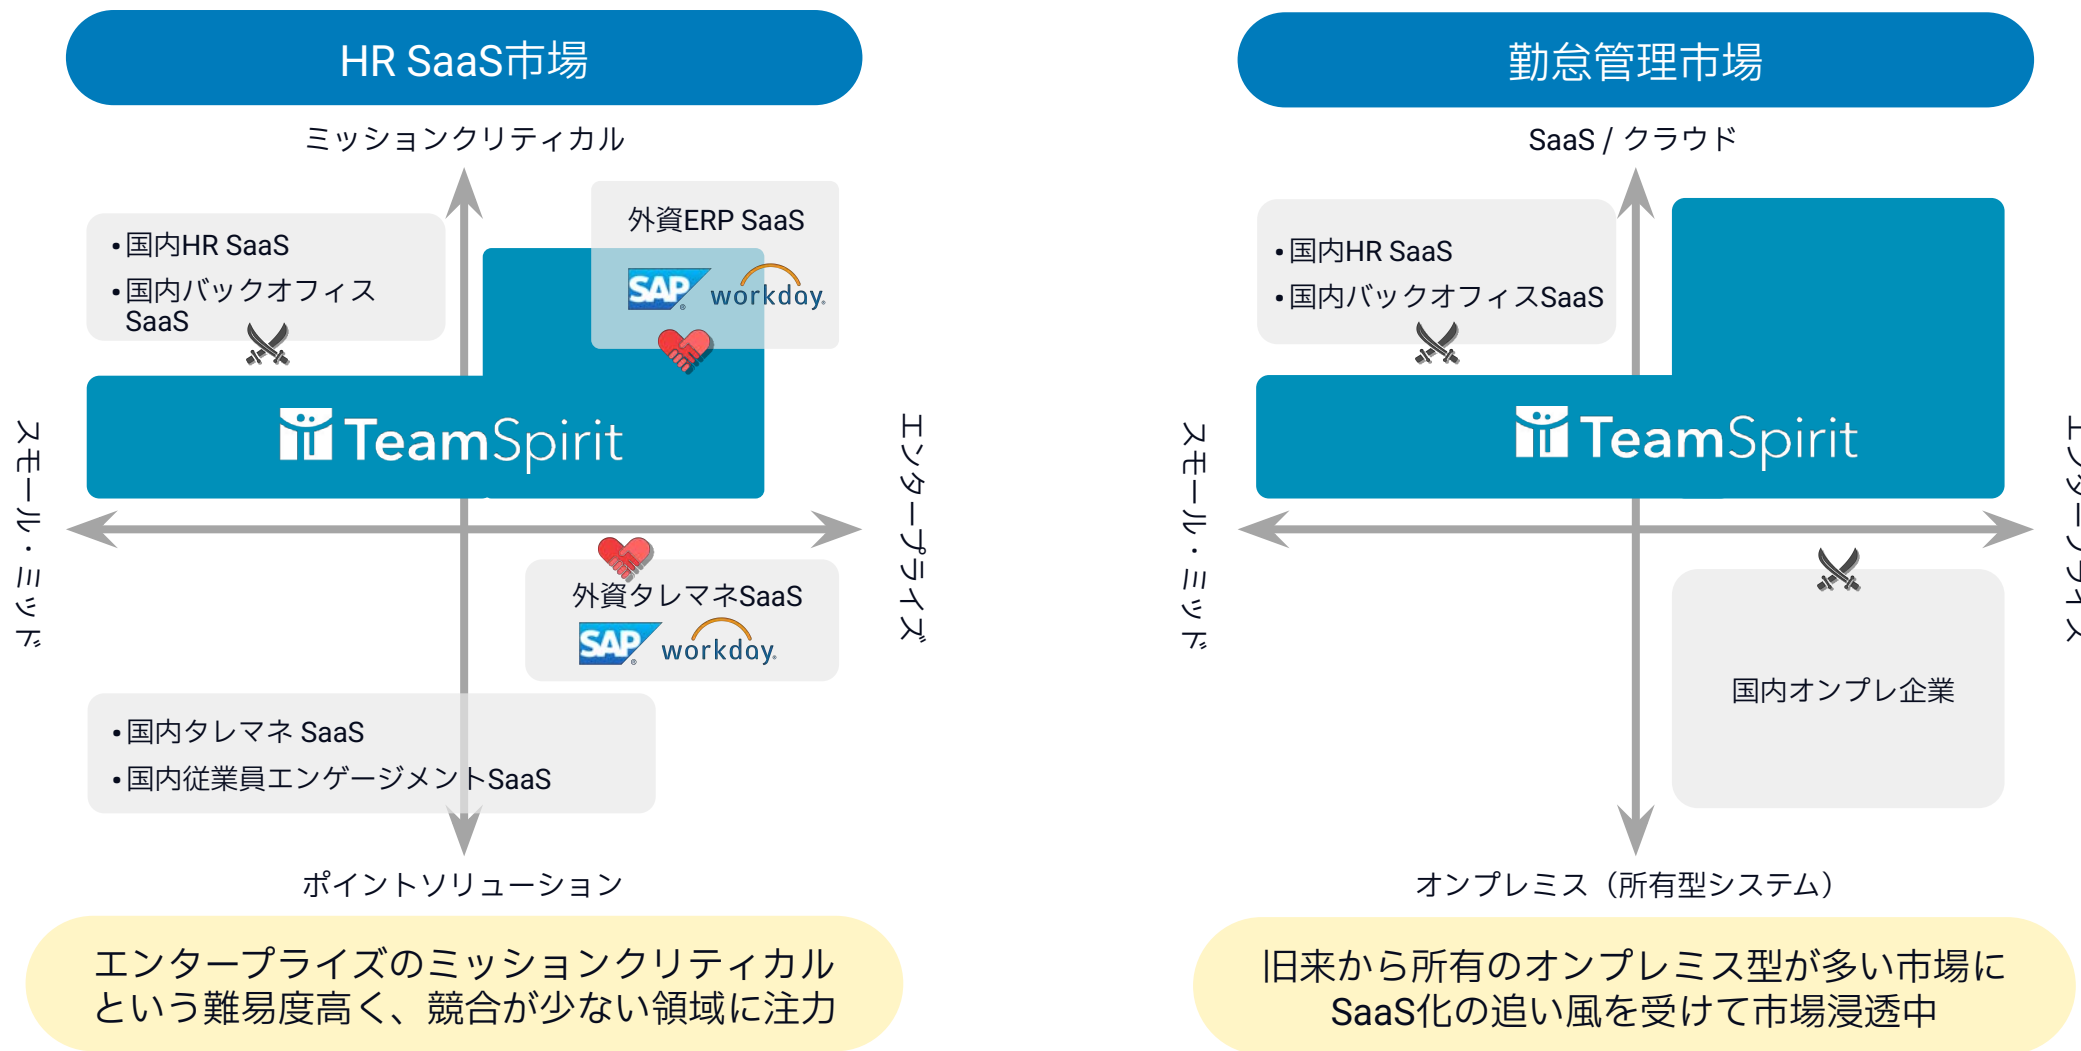 HR SaaS市場
ミッションクリティカル
・国内HR SaaS
・国内バックオフィス
SaaS
外資ERP SaaS
SAP
workday.
TeamSpirit
スモール・ミッド
エンタープライズ
外資タレマネSaaS
SAP
workday.
・国内タレマネ SaaS
・国内従業員エンゲージメントSaaS
ポイントソリューション
エンタープライズのミッションクリティカル
という難易度高く、競合が少ない領域に注力
勤怠管理市場
SaaS / クラウド
・国内HR SaaS
・国内バックオフィスSaaS
TeamSpirit
スモール・ミッド
エンタープライズ
国内オンプレ企業
オンプレミス（所有型システム）
旧来から所有のオンプレミス型が多い市場に
SaaS化の追い風を受けて市場浸透中